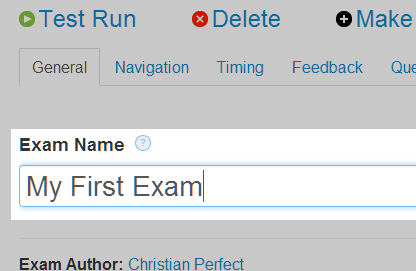 Test Run Delete Make
General Navigation Timing Feedback Que
Exam Name ?
My First Exam
Exam Author: Christian Perfect